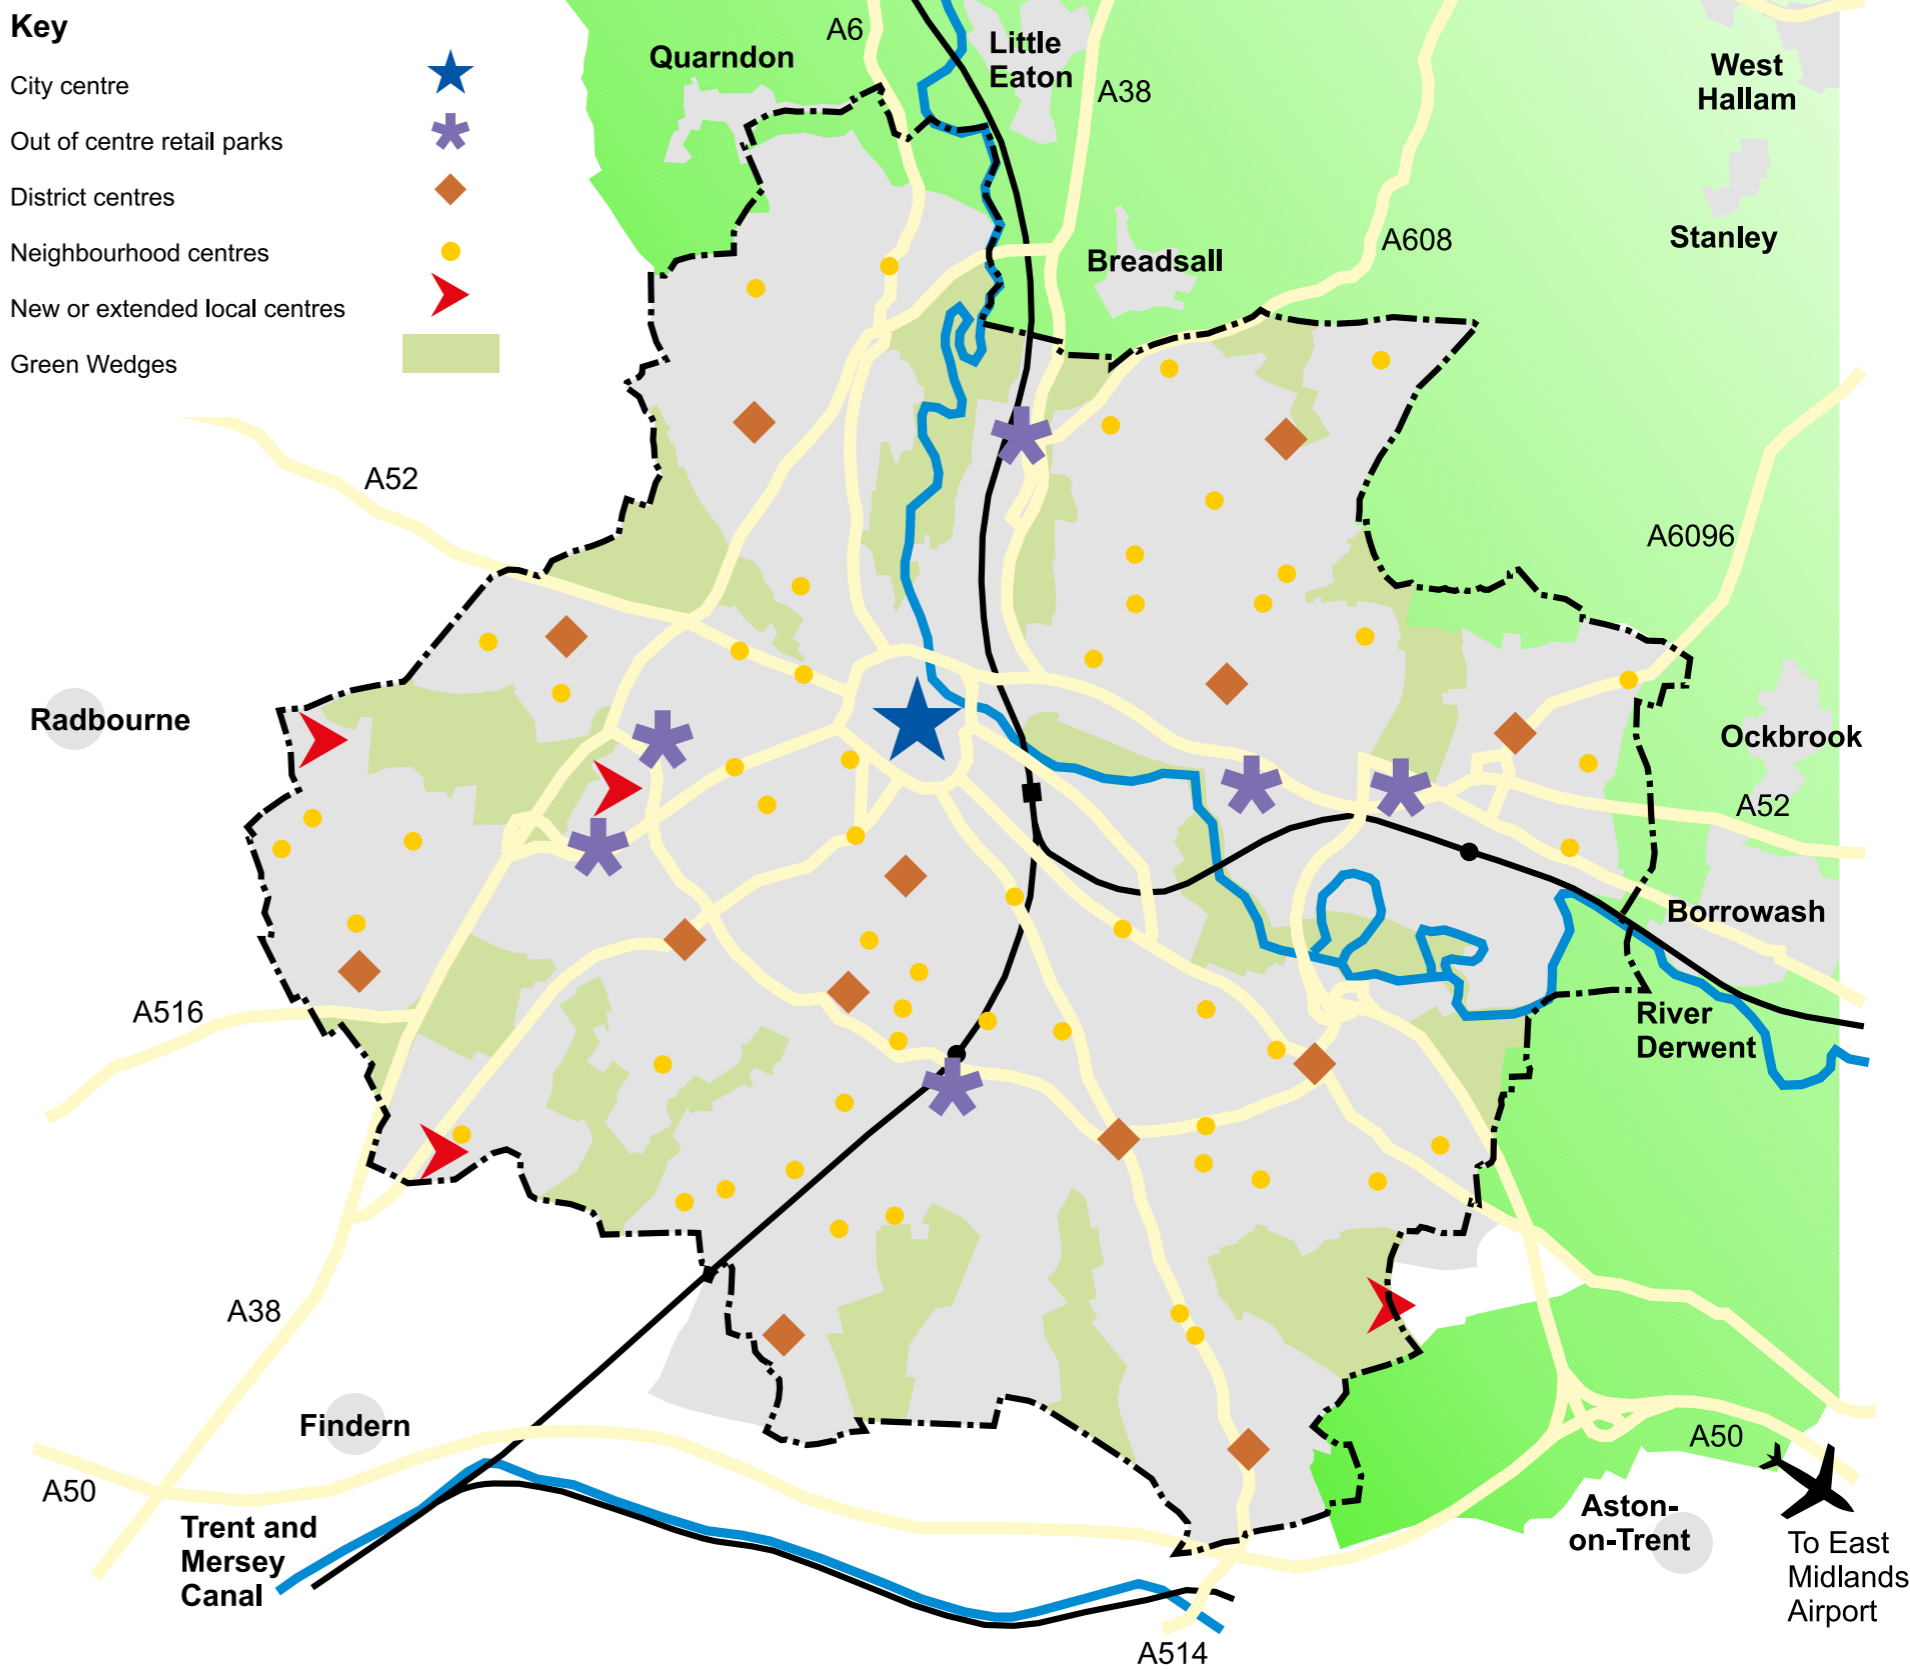 Key
City centre
Out of centre retail parks
District centres
Neighbourhood centres
New or extended local centres
Green Wedges
A6
Quarndon
Little
Eaton
A38
West
Hallam
A608
Stanley
Breadsall
A52
A6096
Radbourne
Ockbrook
A52
Borrowash
A516
River
Derwent
A38
Findern
A50
A50
Trent and
Mersey
Canal
Aston-
on-Trent
To East
Midlands
Airport
A514